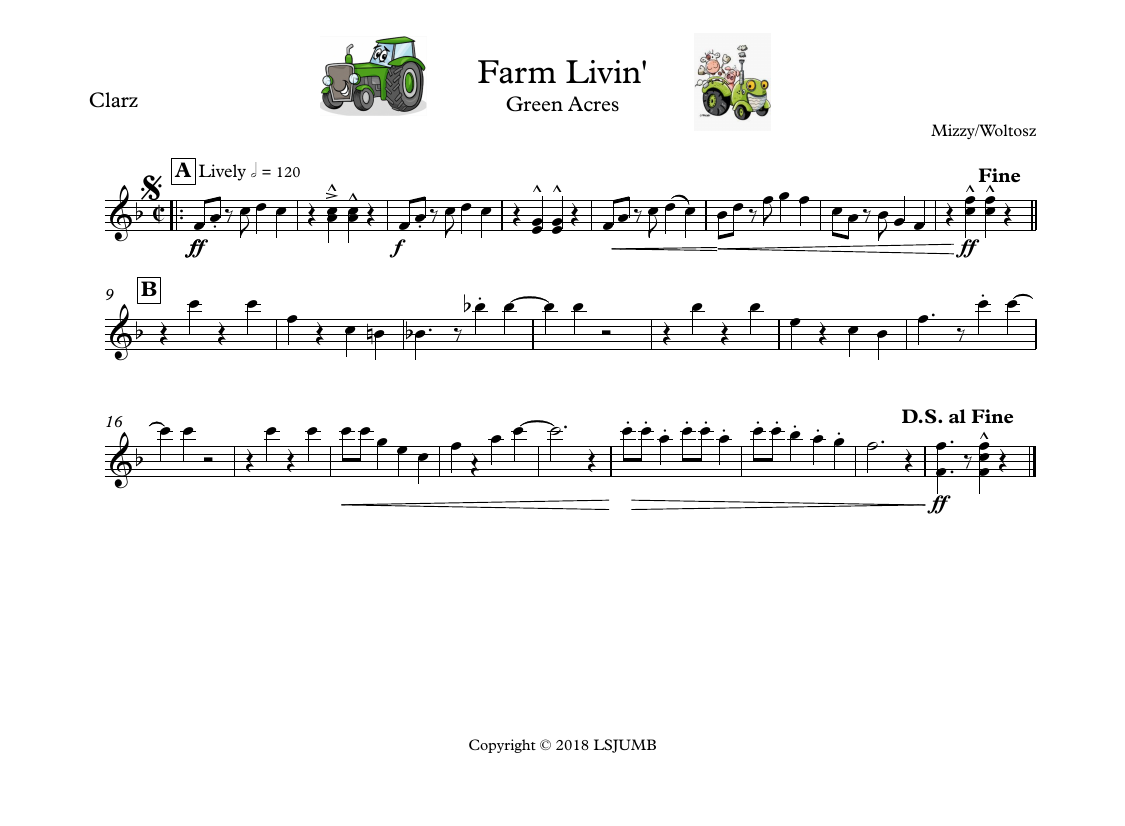 Farm Livin'
Green Acres
Clarz
Mizzy/Woltosz
A Lively 𝅗𝅥 = 120
Fine
ff
f
ff
9 B
16
D.S. al Fine
ff
Copyright © 2018 LSJUMB